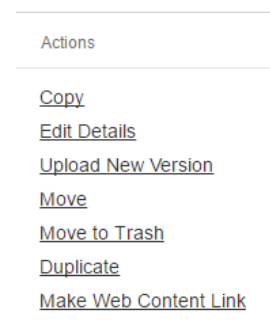 Actions
Copy
Edit Details
Upload New Version
Move
Move to Trash
Duplicate
Make Web Content Link